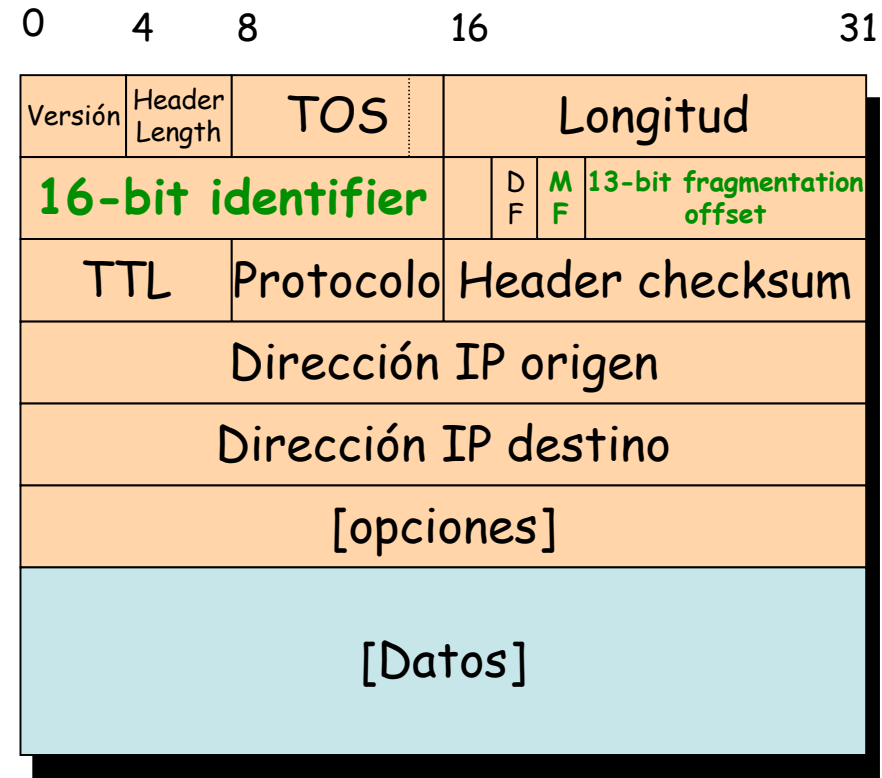 0 4 8 16 31
Versión Header Length TOS Longitud
16-bit identifier D F M F 13-bit fragmentation offset
TTL Protocolo Header checksum
Dirección IP origen
Dirección IP destino
[opciones]
[Datos]